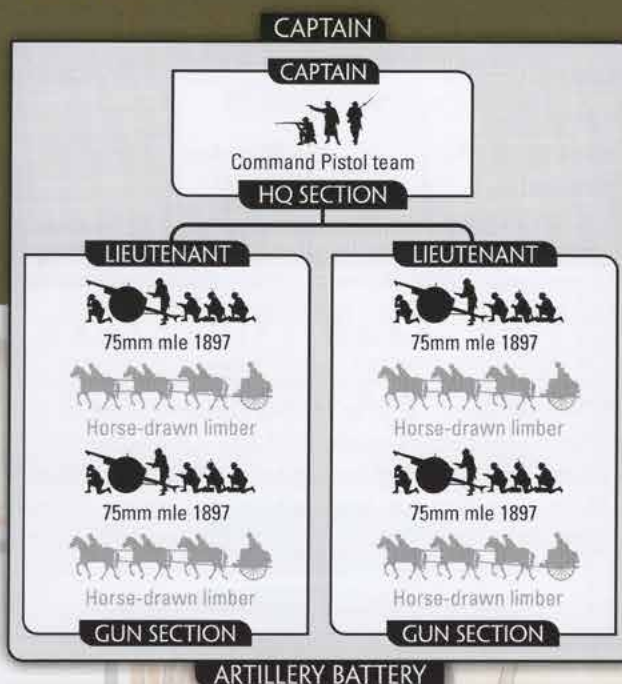 CAPTAIN
CAPTAIN
Command Pistol team
HQ SECTION
LIEUTENANT
75mm mle 1897
Horse-drawn limber
75mm mle 1897
Horse-drawn limber
GUN SECTION
LIEUTENANT
75mm mle 1897
Horse-drawn limber
75mm mle 1897
Horse-drawn limber
GUN SECTION
ARTILLERY BATTERY